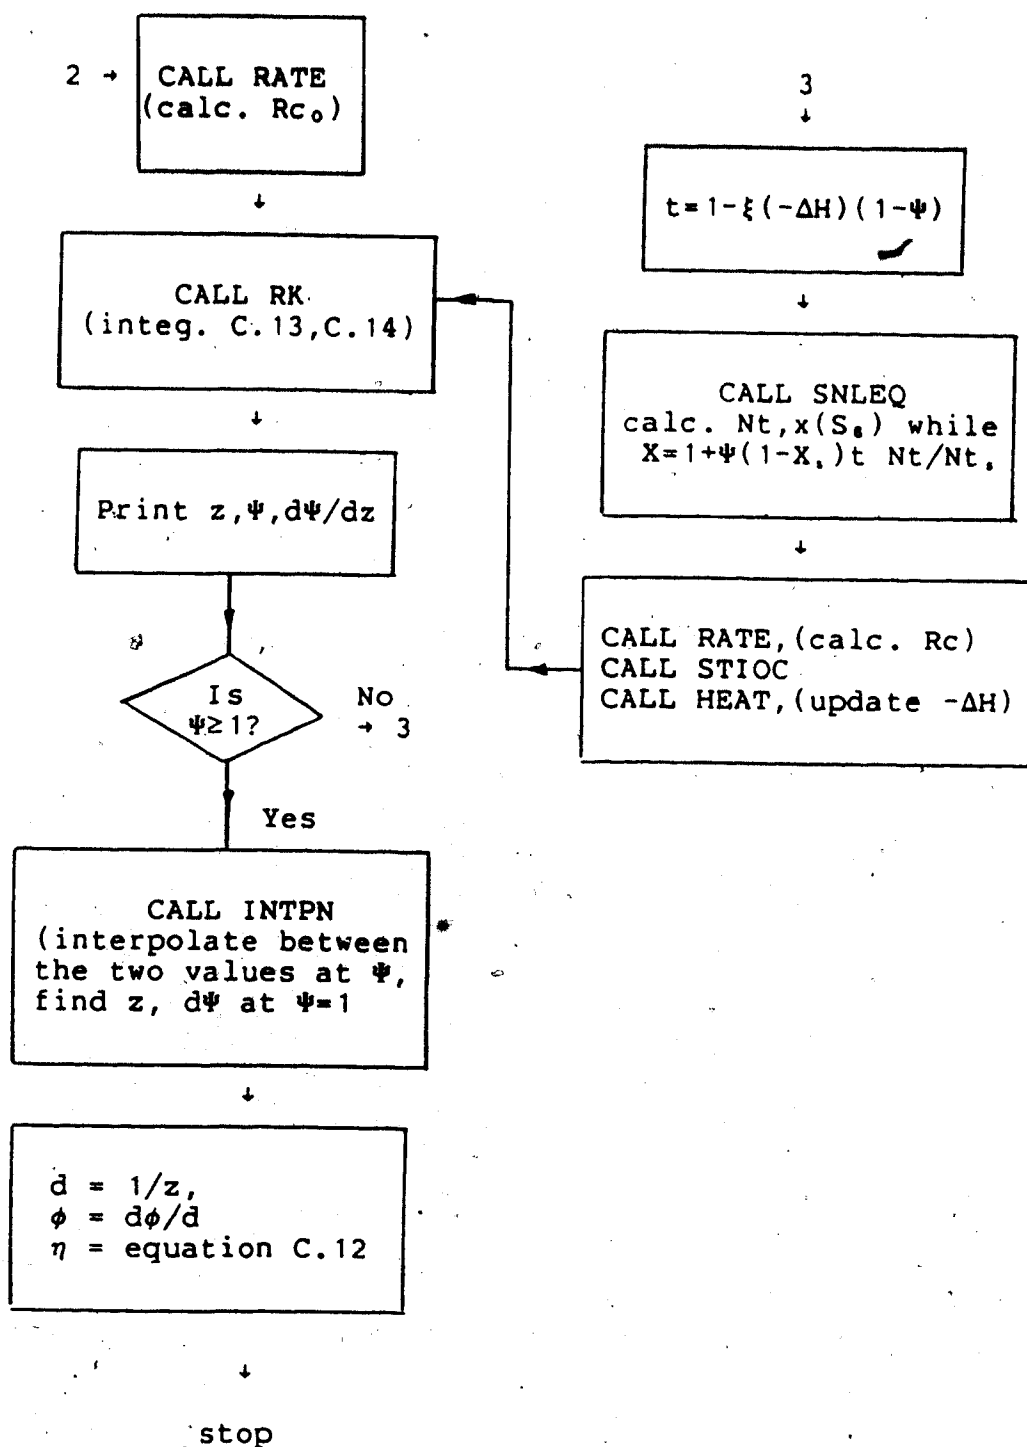 2 → CALL RATE
(calc. Rc₀)
↓
CALL RK
(integ. C.13,C.14)
↓
Print z,Ψ,dΨ/dz
Is
Ψ≥1?
No
→ 3
Yes
CALL INTPN
(interpolate between
the two values at Ψ,
find z, dΨ at Ψ=1
↓
d = 1/z,
φ = dφ/d
η = equation C.12
↓
stop
3
↓
t=1-ξ(-ΔH)(1-Ψ)
↓
CALL SNLEQ
calc. Nt,x(S₈) while
X=1+Ψ(1-Xₛ)t Nt/Ntₛ
↓
CALL RATE,(calc. Rc)
CALL STIOC
CALL HEAT,(update -ΔH)